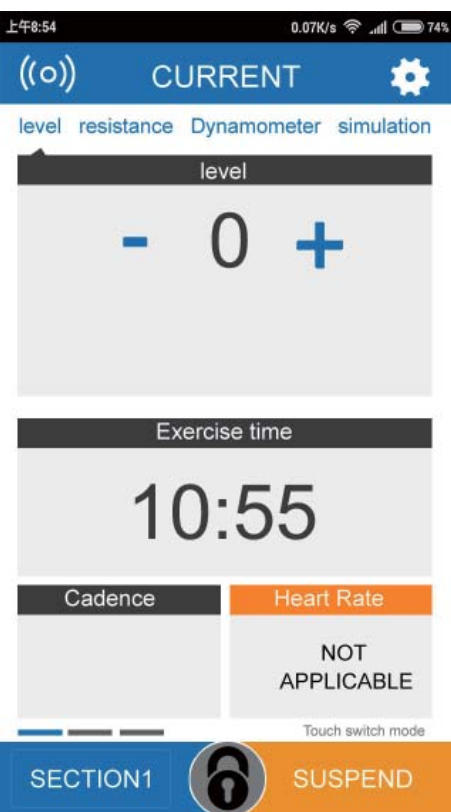 上午8:54 0.07K/s 74%
((o)) CURRENT
level resistance Dynamometer simulation
level
- 0 +
Exercise time
10:55
Cadence Heart Rate
NOT
APPLICABLE
Touch switch mode
SECTION1 SUSPEND